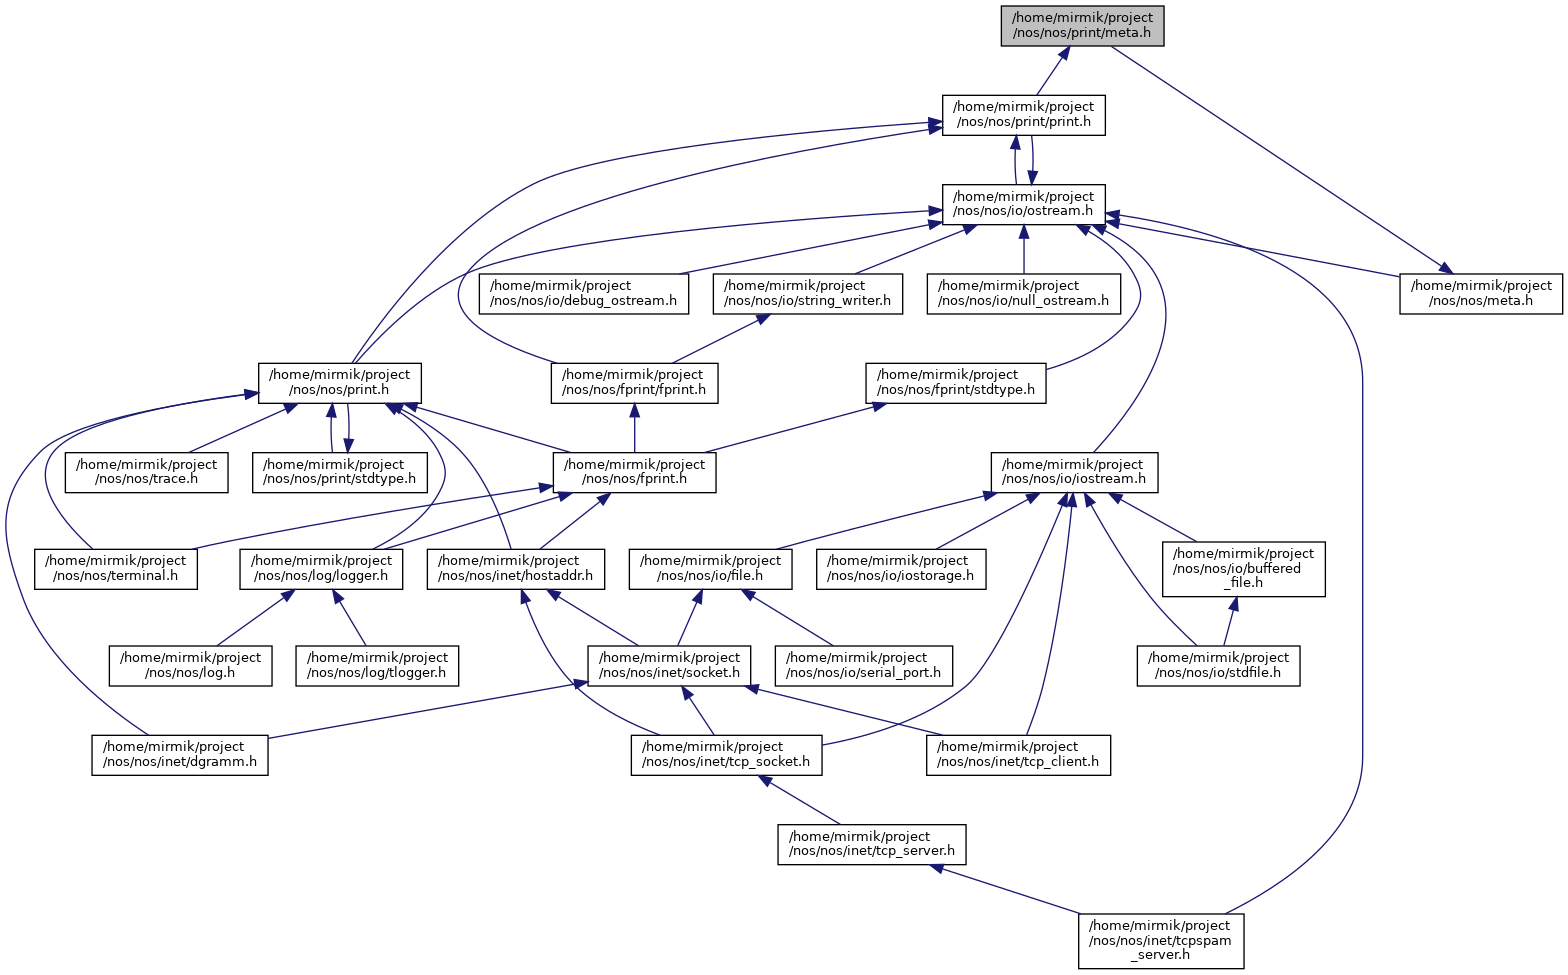 /home/mirmik/project
/nos/nos/print/meta.h
/home/mirmik/project
/nos/nos/print/print.h
/home/mirmik/project
/nos/nos/io/ostream.h
/home/mirmik/project
/nos/nos/io/debug_ostream.h
/home/mirmik/project
/nos/nos/io/string_writer.h
/home/mirmik/project
/nos/nos/io/null_ostream.h
/home/mirmik/project
/nos/nos/meta.h
/home/mirmik/project
/nos/nos/print.h
/home/mirmik/project
/nos/nos/fprint/fprint.h
/home/mirmik/project
/nos/nos/fprint/stdtype.h
/home/mirmik/project
/nos/nos/trace.h
/home/mirmik/project
/nos/nos/print/stdtype.h
/home/mirmik/project
/nos/nos/fprint.h
/home/mirmik/project
/nos/nos/io/iostream.h
/home/mirmik/project
/nos/nos/terminal.h
/home/mirmik/project
/nos/nos/log/logger.h
/home/mirmik/project
/nos/nos/inet/hostaddr.h
/home/mirmik/project
/nos/nos/io/file.h
/home/mirmik/project
/nos/nos/io/iostorage.h
/home/mirmik/project
/nos/nos/io/buffered
_file.h
/home/mirmik/project
/nos/nos/log.h
/home/mirmik/project
/nos/nos/log/tlogger.h
/home/mirmik/project
/nos/nos/inet/socket.h
/home/mirmik/project
/nos/nos/io/serial_port.h
/home/mirmik/project
/nos/nos/io/stdfile.h
/home/mirmik/project
/nos/nos/inet/dgramm.h
/home/mirmik/project
/nos/nos/inet/tcp_socket.h
/home/mirmik/project
/nos/nos/inet/tcp_client.h
/home/mirmik/project
/nos/nos/inet/tcp_server.h
/home/mirmik/project
/nos/nos/inet/tcpspam
_server.h